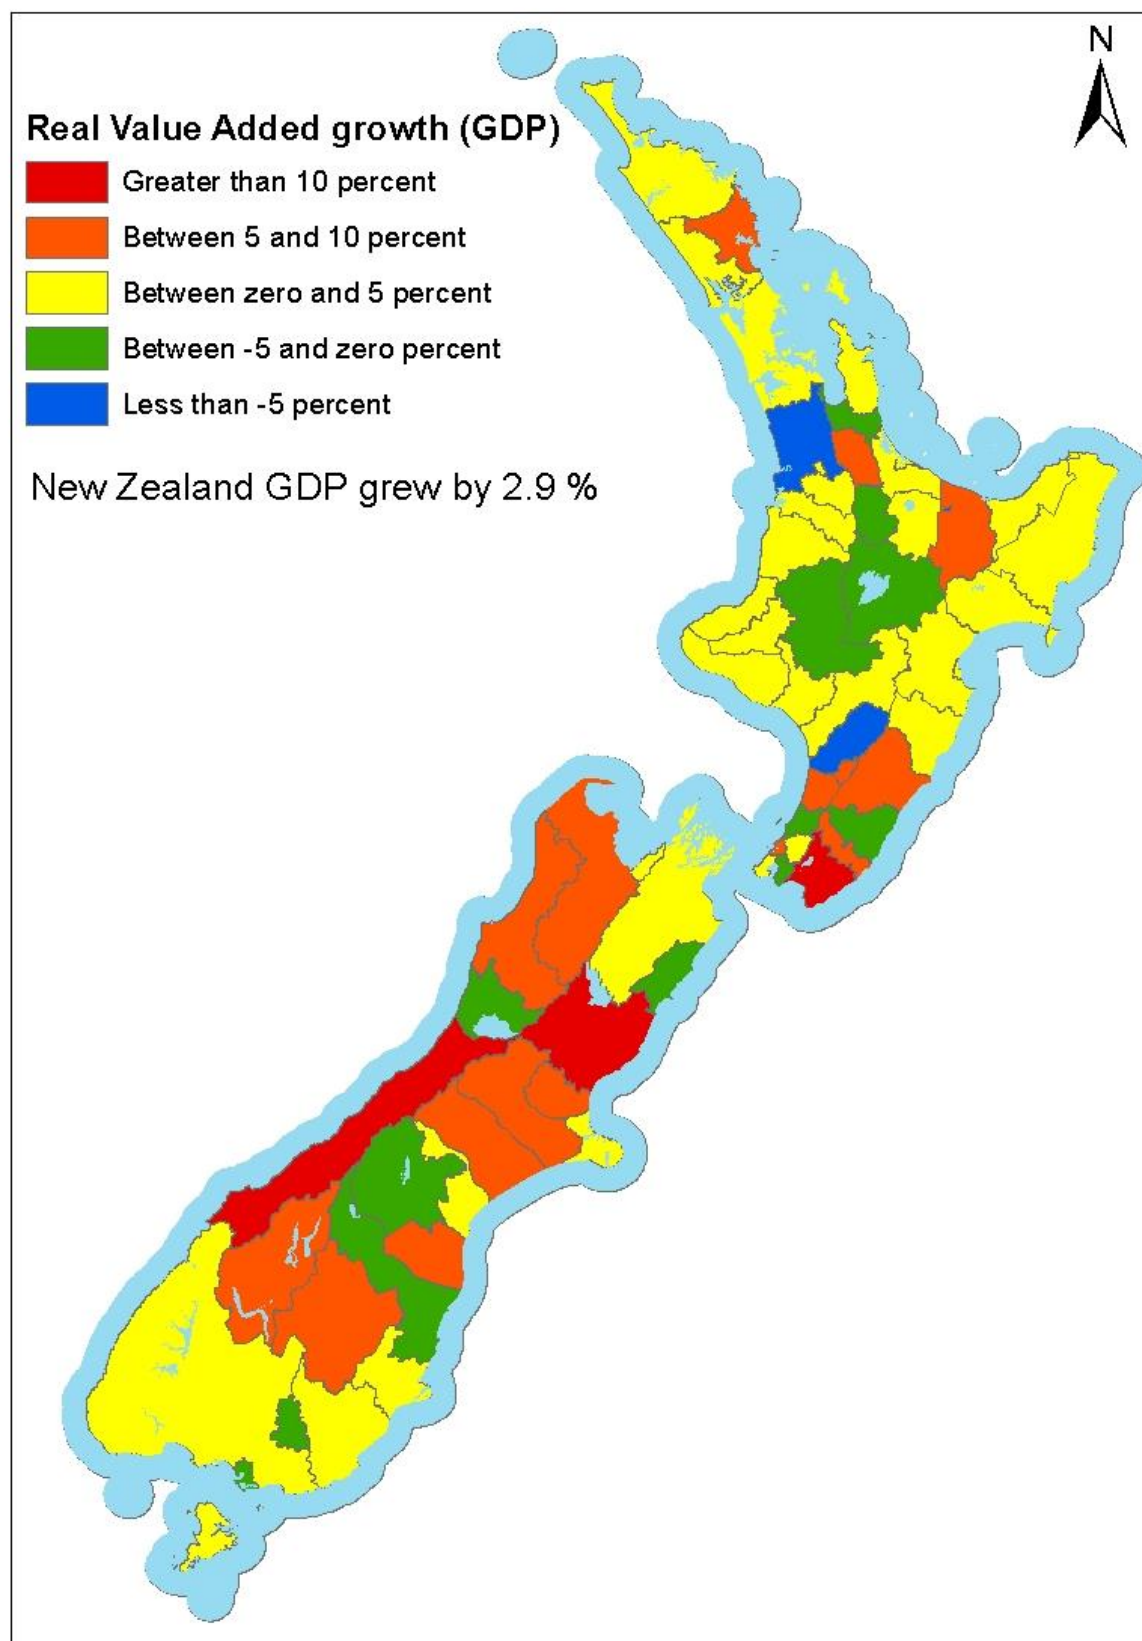 N
Real Value Added growth (GDP)
Greater than 10 percent
Between 5 and 10 percent
Between zero and 5 percent
Between -5 and zero percent
Less than -5 percent
New Zealand GDP grew by 2.9 %